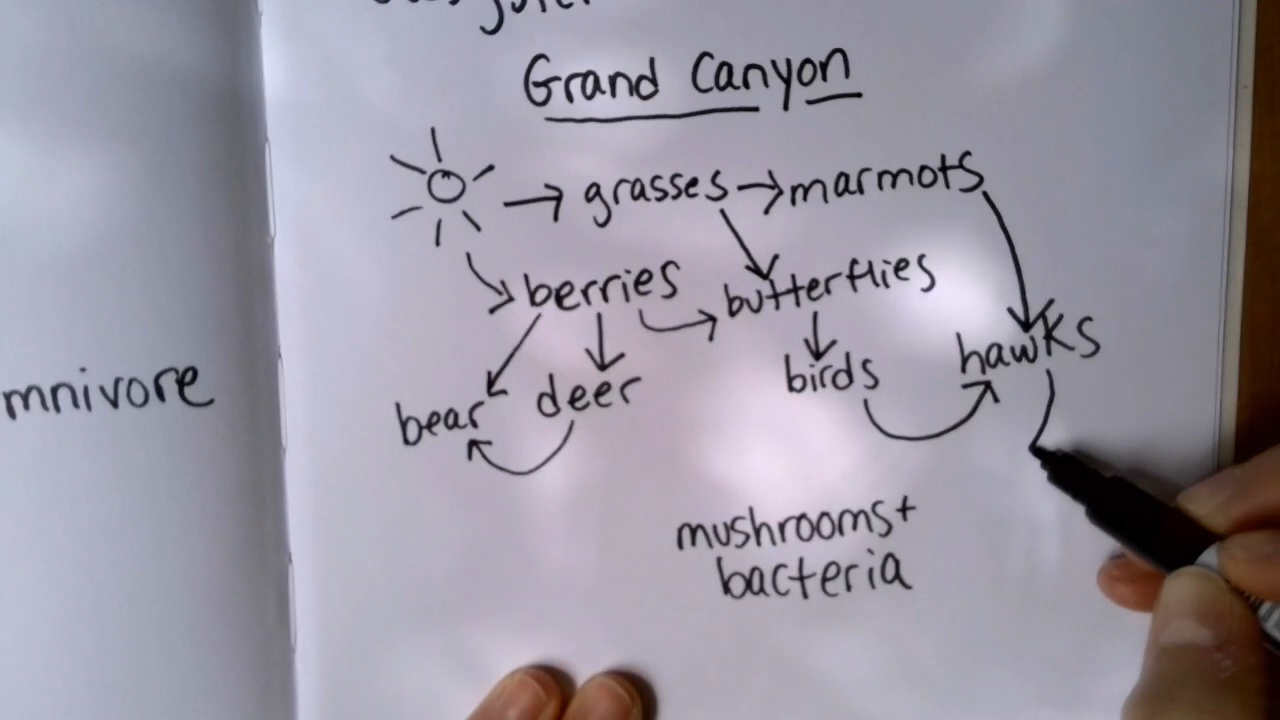 Grand Canyon
grasses marmots
berries butterflies
bear deer birds hawks
mnivore
mushrooms+
bacteria